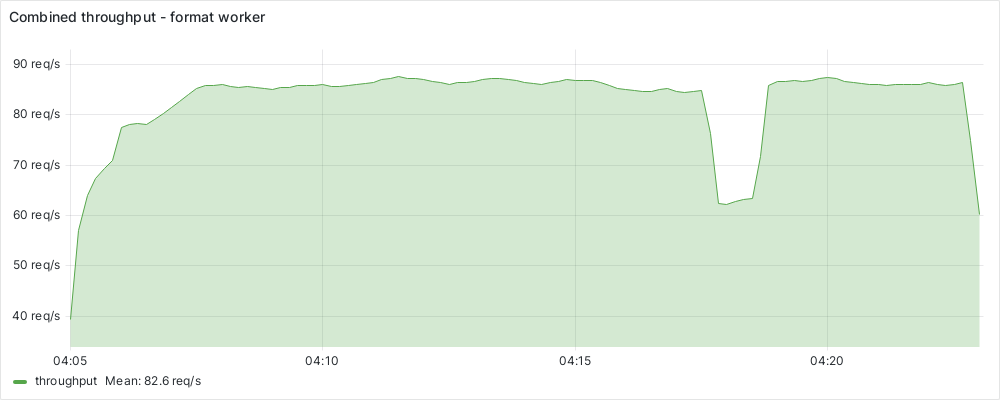 Combined throughput - format worker
90 req/s
80 req/s
70 req/s
60 req/s
50 req/s
40 req/s
04:05 04:10 04:15 04:20
throughput Mean: 82.6 req/s